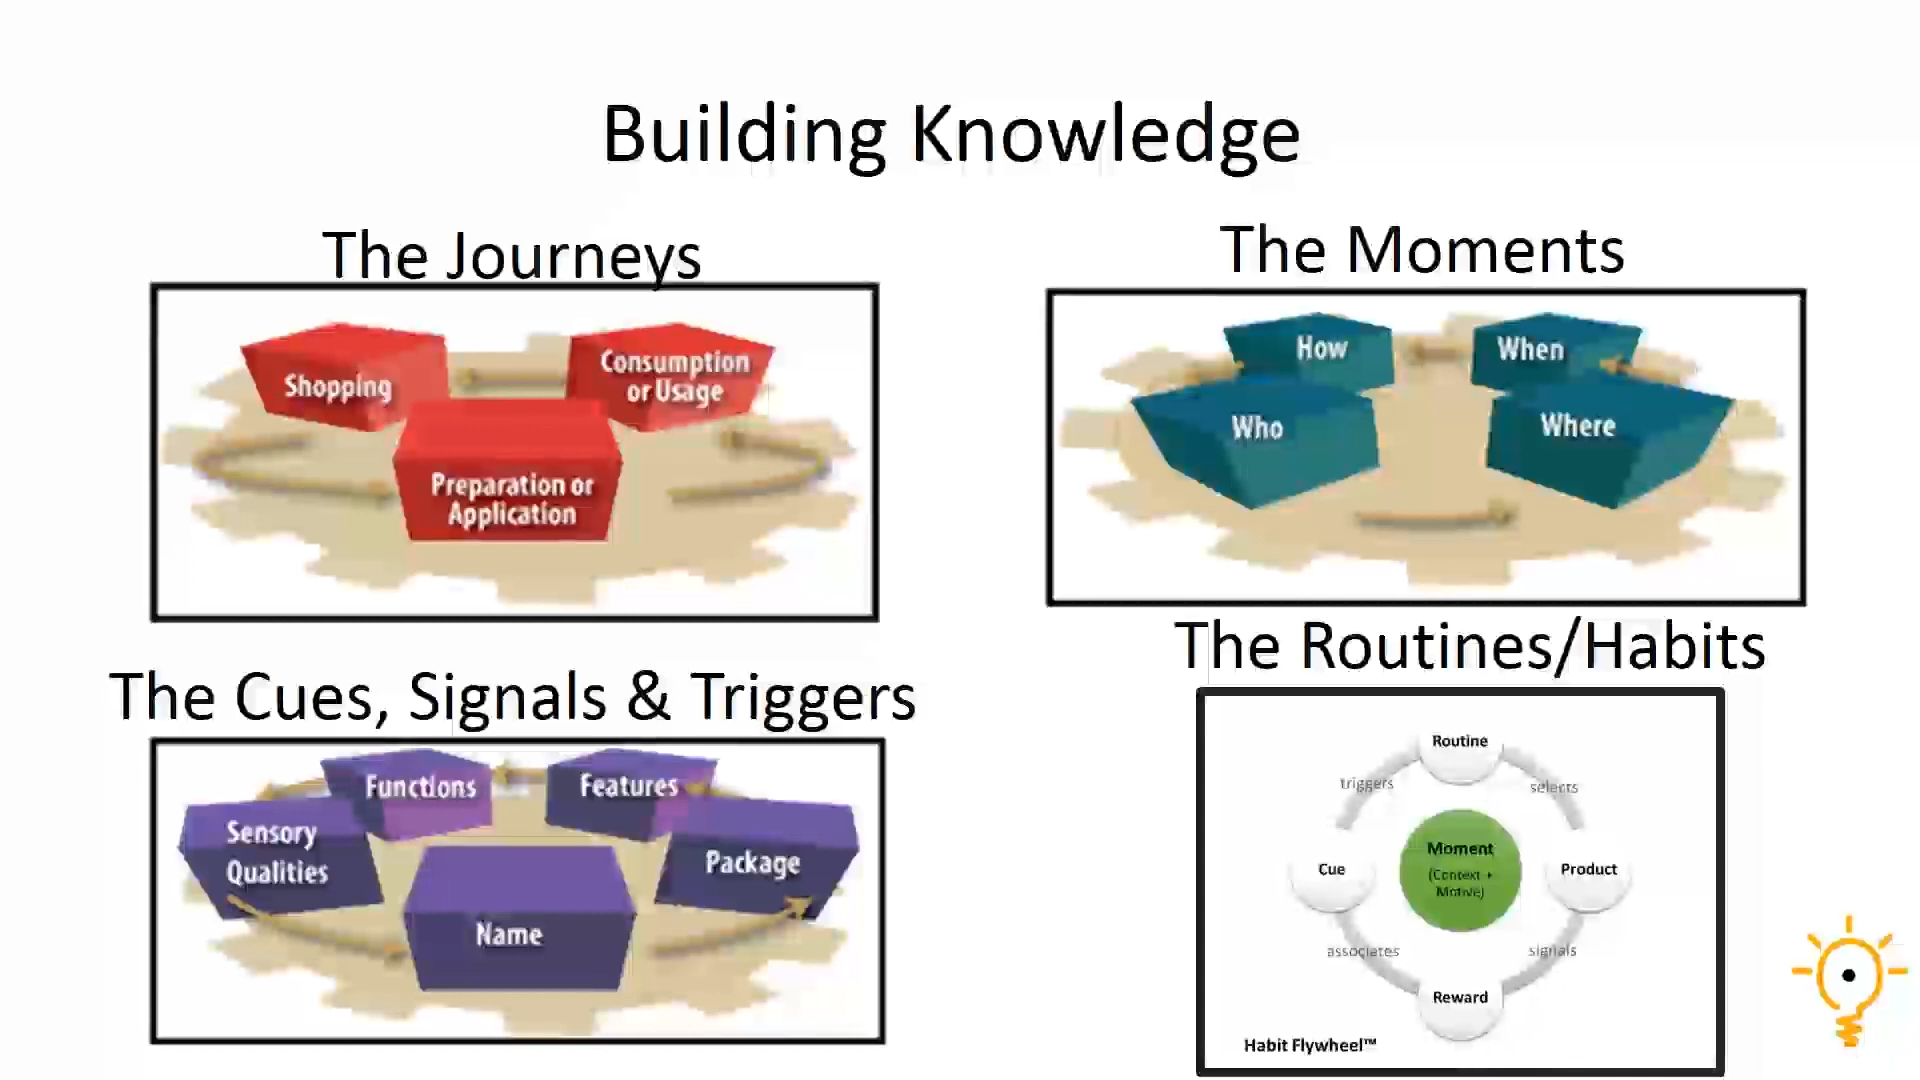 Building Knowledge
The Journeys
Shopping
Consumption
or Usage
Preparation or
Application
The Moments
How
When
Who
Where
The Cues, Signals & Triggers
Functions
Features
Sensory
Qualities
Package
Name
The Routines/Habits
Routine
triggers
selects
Moment
(Context +
Motive)
Cue
Product
associates
signals
Reward
Habit Flywheel™